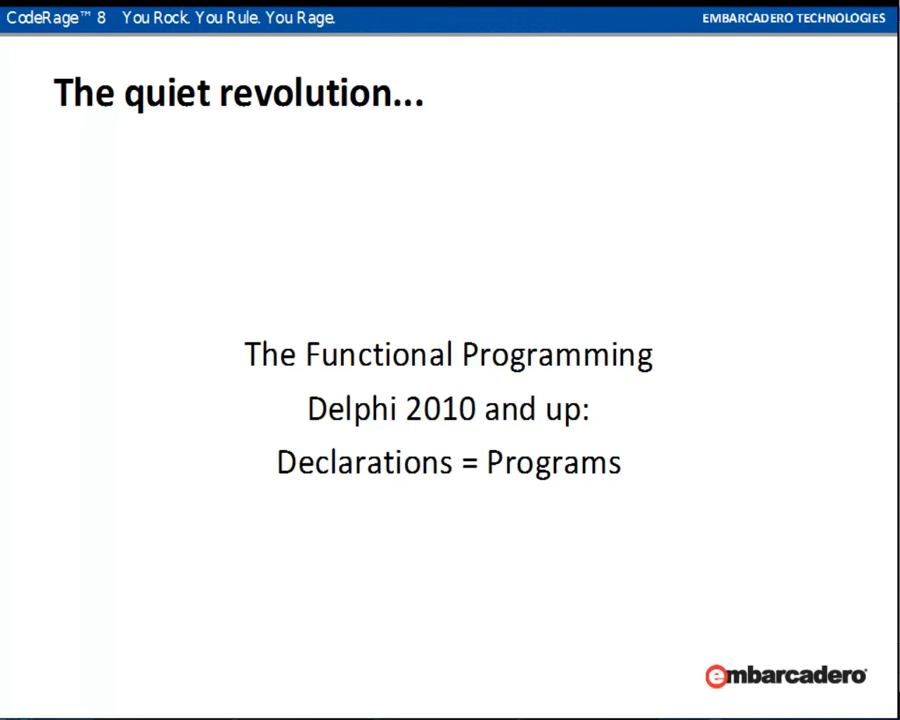 CodeRage™ 8 You Rock. You Rule. You Rage.
EMBARCADERO TECHNOLOGIES
The quiet revolution...
The Functional Programming
Delphi 2010 and up:
Declarations = Programs
embarcadero®